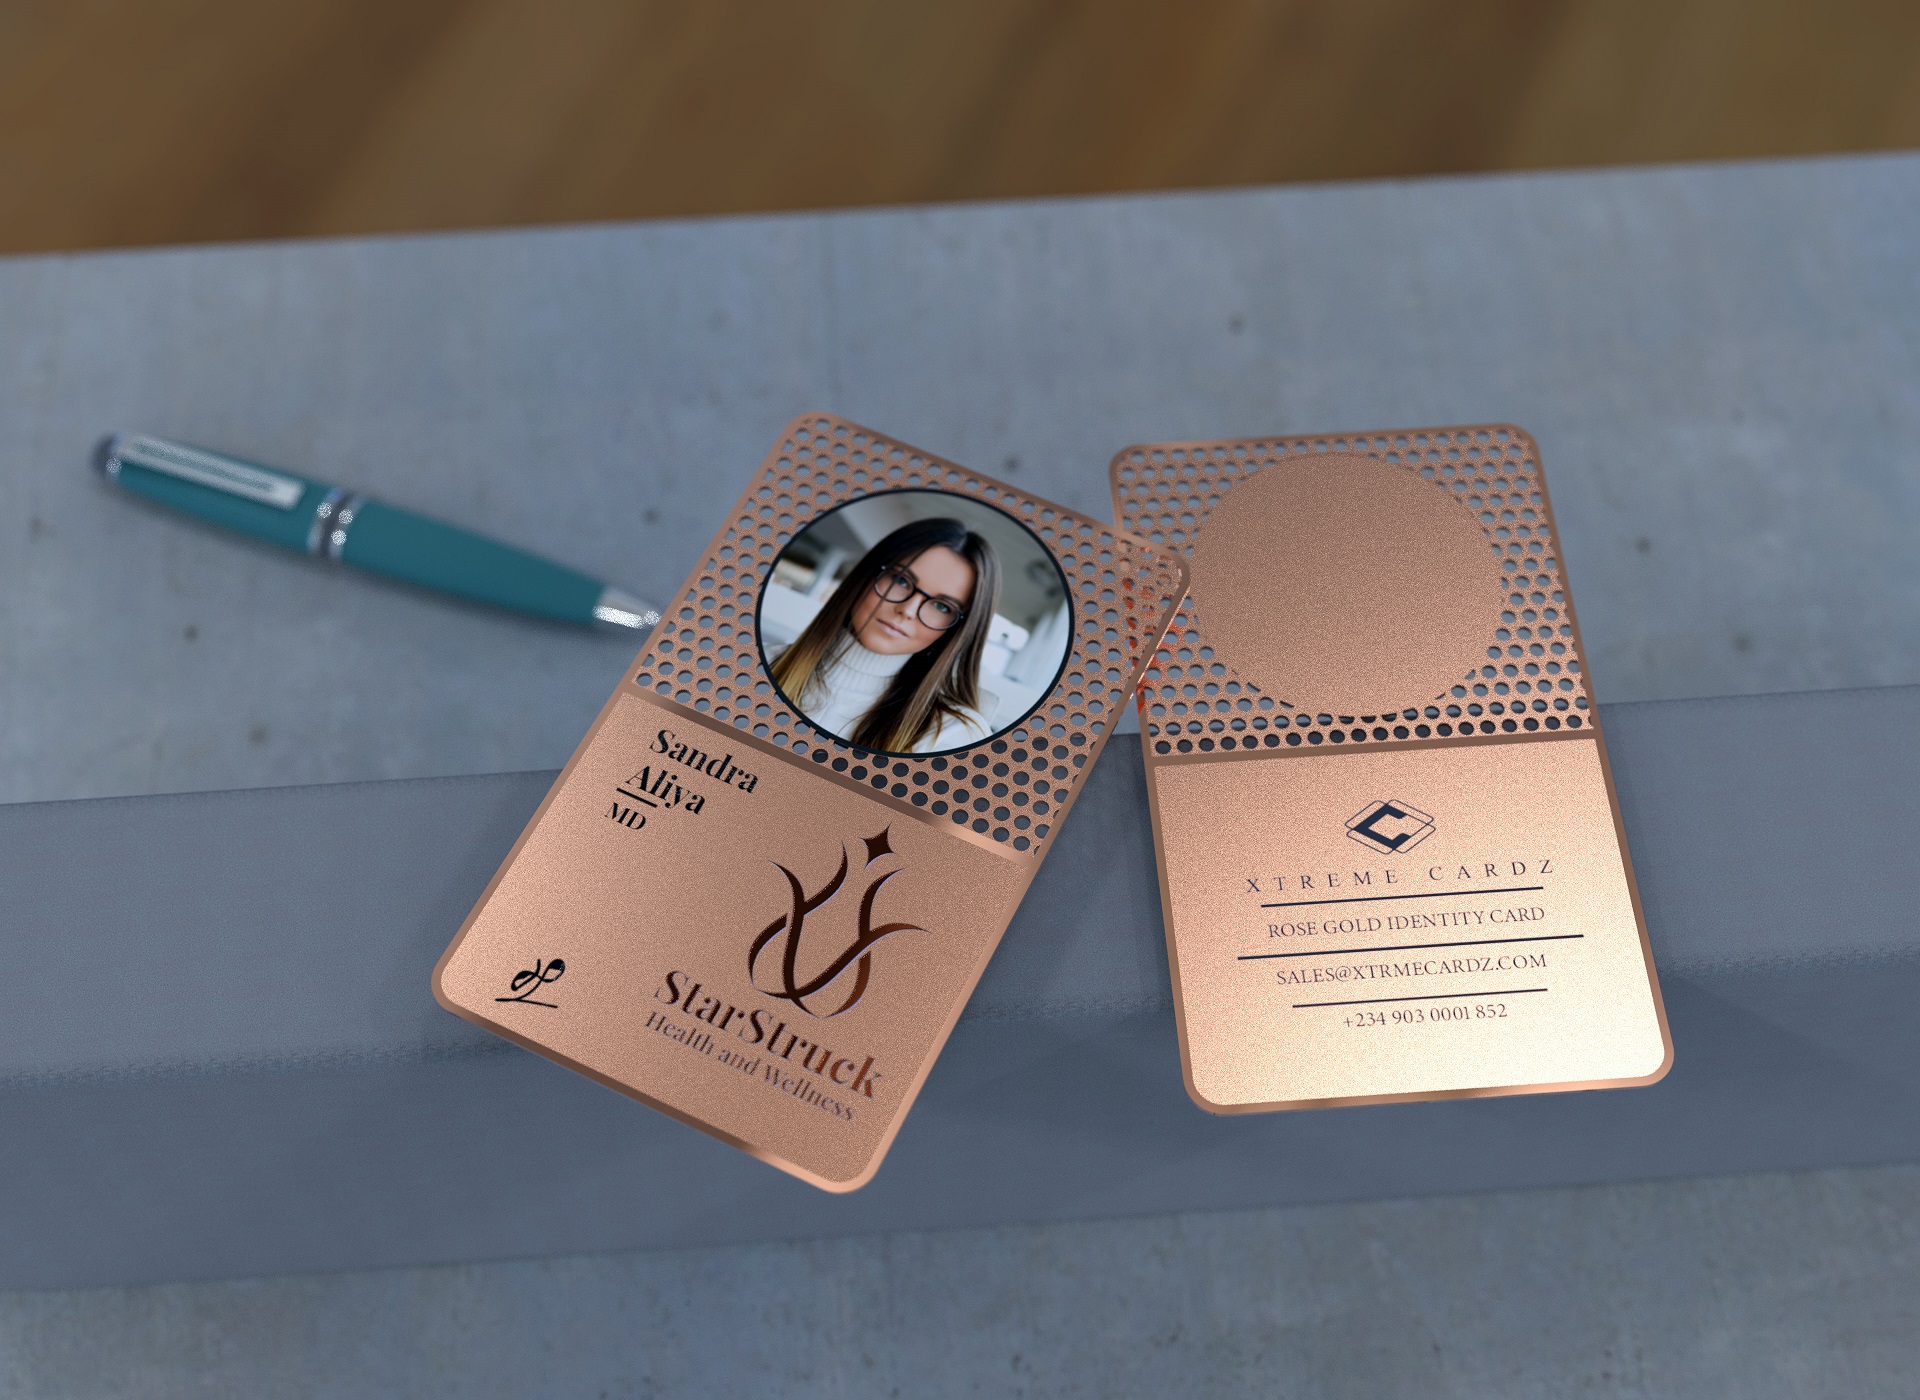 Sandra
Aliya
MD
StarStruck
Health and Wellness
XTREME CARDZ
ROSE GOLD IDENTITY CARD
SALES@XTRMECARDZ.COM
+234 903 0001 852